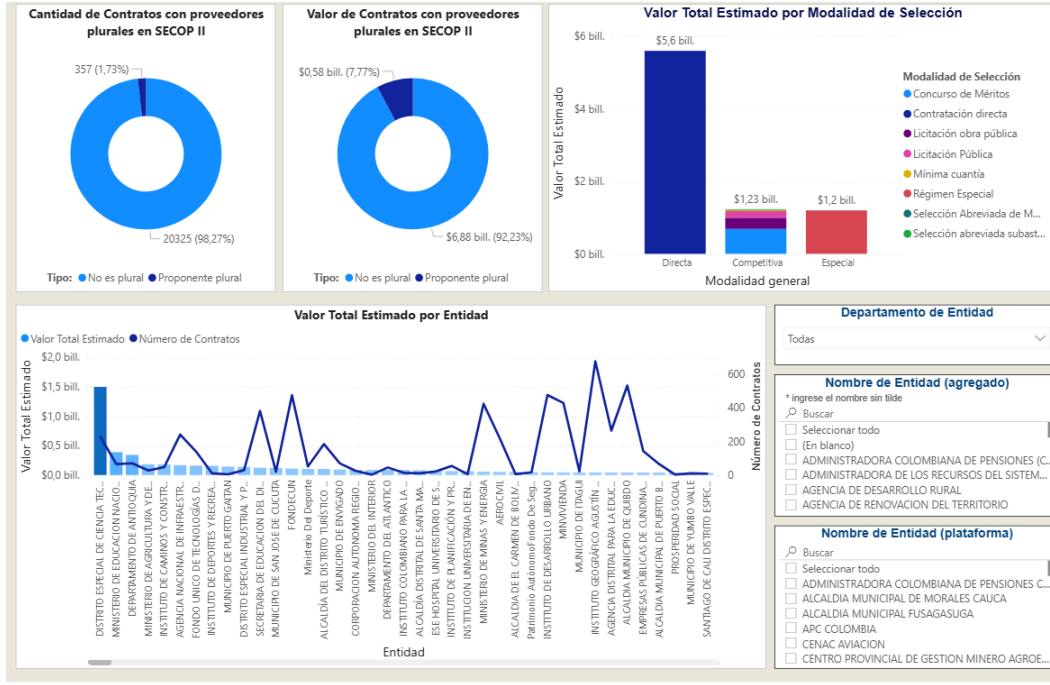 Cantidad de Contratos con proveedores
plurales en SECOP II
357 (1,73%)
20325 (98,27%)
Tipo: No es plural Proponente plural
Valor de Contratos con proveedores
plurales en SECOP II
$0,58 bill. (7,77%)
$6,88 bill. (92,23%)
Tipo: No es plural Proponente plural
Valor Total Estimado por Modalidad de Selección
Valor Total Estimado
$6 bill.
$4 bill.
$2 bill.
$0 bill.
$5,6 bill.
$1,23 bill.
$1,2 bill.
Directa
Competitiva
Especial
Modalidad general
Modalidad de Selección
Concurso de Méritos
Contratación directa
Licitación obra pública
Licitación Pública
Mínima cuantía
Régimen Especial
Selección Abreviada de M...
Selección abreviada subast...
Valor Total Estimado por Entidad
Valor Total Estimado Número de Contratos
Valor Total Estimado
$2,0 bill.
$1,5 bill.
$1,0 bill.
$0,5 bill.
$0,0 bill.
600
400
200
0
Número de Contratos
DISTRITO ESPECIAL DE CIENCIA TEC...
MINISTERIO DE EDUCACION NACIO...
DEPARTAMENTO DE ANTIOQUIA
MINISTERIO DE AGRICULTURA Y DE...
INSTITUTO DE CAMINOS Y CONSTR...
AGENCIA NACIONAL DE INFRAESTR...
FONDO UNICO DE TECNOLOGÍAS D...
INSTITUTO DE DEPORTES Y RECREA...
MUNICIPIO DE PUERTO GAITAN
DISTRITO ESPECIAL INDUSTRIAL Y P...
SECRETARIA DE EDUCACION DEL DI...
MUNICIPIO DE SAN JOSE DE CUCUTA
FONDECUN
Ministerio Del Deporte
ALCALDÍA DEL DISTRITO TURÍSTICO ...
MUNICIPIO DE ENVIGADO
CORPORACION AUTONOMA REGIO...
MINISTERIO DEL INTERIOR
DEPARTAMENTO DEL ATLANTICO
INSTITUTO COLOMBIANO PARA LA ...
ALCALDÍA DISTRITAL DE SANTA MA...
ESE HOSPITAL UNIVERSITARIO DE S...
INSTITUTO DE PLANIFICACIÓN Y PR...
INSTITUCION UNIVERSITARIA DE EN...
MINISTERIO DE MINAS Y ENERGIA
AEROCIVIL
ALCALDIA DE EL CARMEN DE BOLIV...
Patrimonio AutónomoFondo De Seg...
INSTITUTO DE DESARROLLO URBANO
MINVIVIENDA
MUNICIPIO DE ITAGUI
INSTITUTO GEOGRÁFICO AGUSTÍN ...
AGENCIA DISTRITAL PARA LA EDUC...
ALCALDIA MUNICIPIO DE QUIBDO
EMPRESAS PÚBLICAS DE CUNDINA...
ALCALDIA MUNICIPAL DE PUERTO B...
PROSPERIDAD SOCIAL
MUNICIPIO DE YUMBO VALLE
SANTIAGO DE CALI DISTRITO ESPEC...
Entidad
Departamento de Entidad
Todas
Nombre de Entidad (agregado)
* ingrese el nombre sin tilde
Buscar
Seleccionar todo
(En blanco)
ADMINISTRADORA COLOMBIANA DE PENSIONES (C...
ADMINISTRADORA DE LOS RECURSOS DEL SISTEM...
AGENCIA DE DESARROLLO RURAL
AGENCIA DE RENOVACION DEL TERRITORIO
Nombre de Entidad (plataforma)
Buscar
Seleccionar todo
ADMINISTRADORA COLOMBIANA DE PENSIONES C...
ALCALDIA MUNICIPAL DE MORALES CAUCA
ALCALDIA MUNICIPAL FUSAGASUGA
APC COLOMBIA
CENAC AVIACION
CENTRO PROVINCIAL DE GESTION MINERO AGROE...